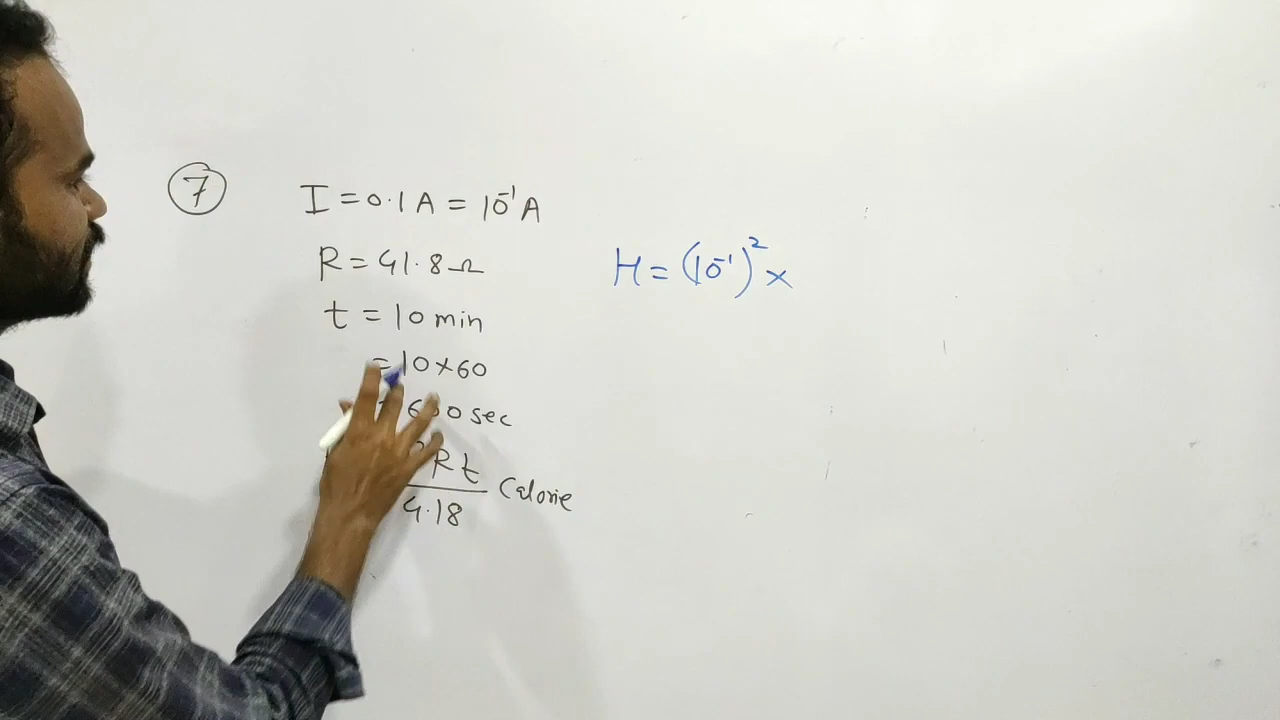 7
I = 0.1 A = 10⁻¹ A
R = 41.8 Ω
t = 10 min
= 10 × 60
600 sec
R t Calorie
4.18
H = (10⁻¹)² ×